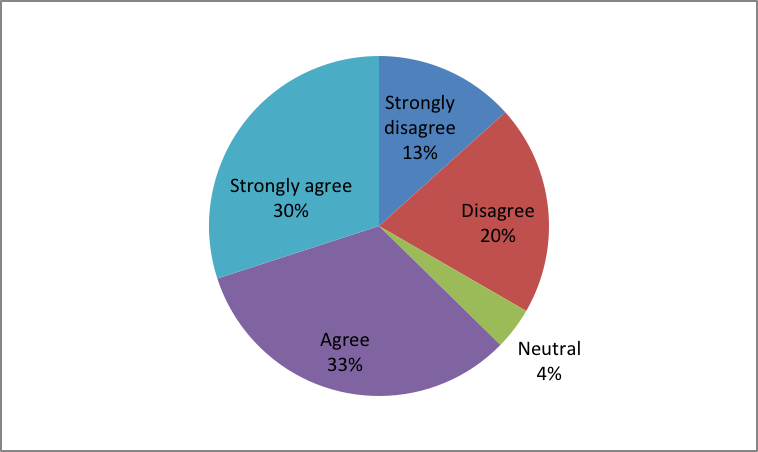 Strongly
disagree
13%
Disagree
20%
Neutral
4%
Agree
33%
Strongly agree
30%